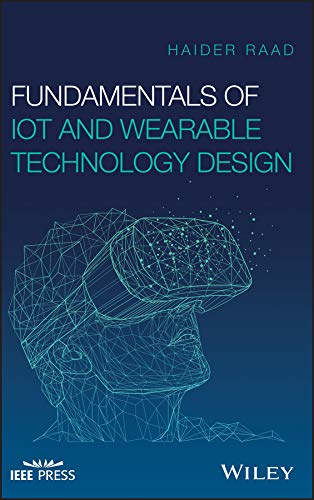 HAIDER RAAD
FUNDAMENTALS OF
IOT AND WEARABLE
TECHNOLOGY DESIGN
IEEE PRESS
WILEY